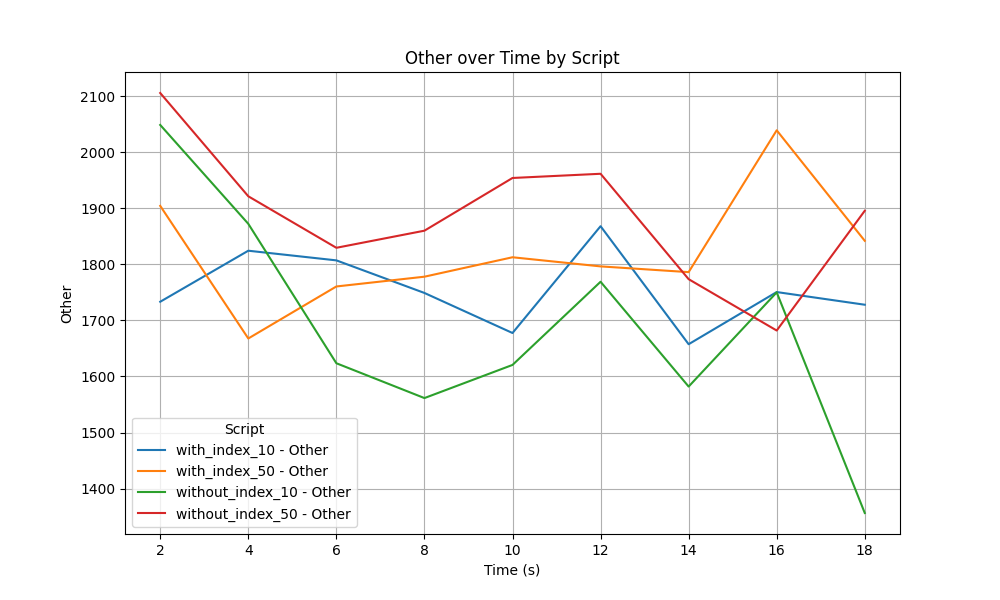 Other over Time by Script
Other
2100
2000
1900
1800
1700
1600
1500
1400
Script
with_index_10 - Other
with_index_50 - Other
without_index_10 - Other
without_index_50 - Other
2 4 6 8 10 12 14 16 18
Time (s)